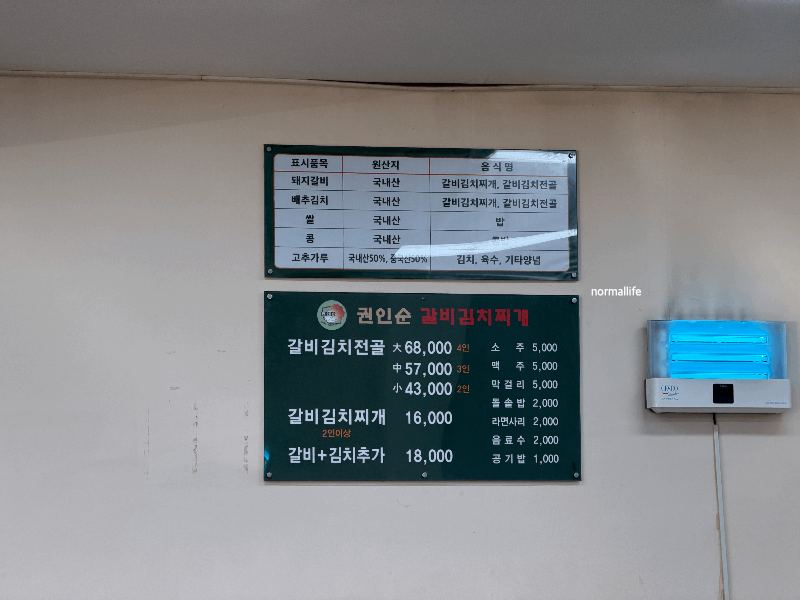 표시품목 원산지 음식명
돼지갈비 국내산 갈비김치찌개, 갈비김치전골
배추김치 국내산 갈비김치찌개, 갈비김치전골
쌀 국내산 밥
콩 국내산
고추가루 국내산50%, 중국산50% 김치, 육수, 기타양념
normallife
권인순 갈비김치찌개
갈비김치전골 大 68,000 4인
中 57,000 3인
小 43,000 2인
갈비김치찌개 16,000
2인이상
갈비+김치추가 18,000
소주 5,000
맥주 5,000
막걸리 5,000
돌솥밥 2,000
라면사리 2,000
음료수 2,000
공기밥 1,000
CESCO